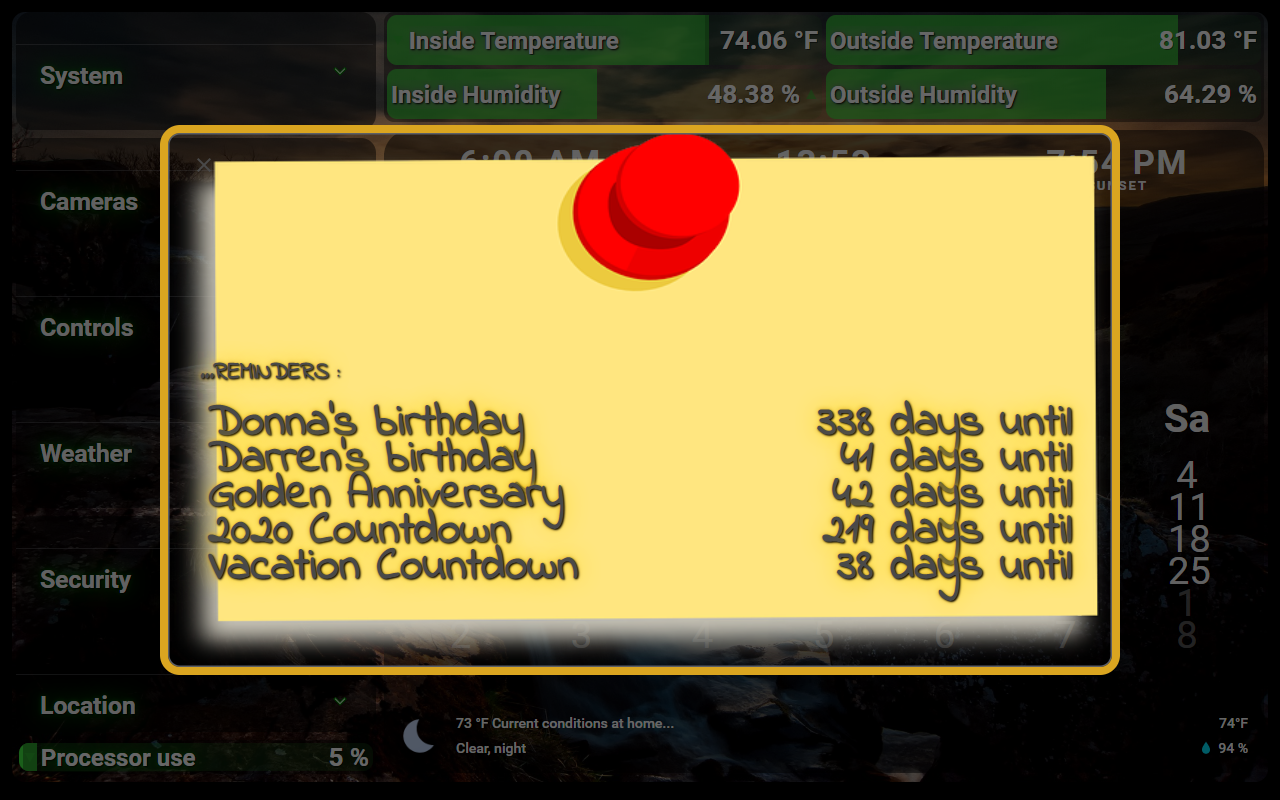 Inside Temperature 74.06 °F Outside Temperature 81.03 °F
System
Inside Humidity 48.38 % Outside Humidity 64.29 %
6:00 AM 12:52 7:54 PM
SUNSET
Cameras
Controls
...REMINDERS :
Donna's birthday 338 days until
Darren's birthday 41 days until
Golden Anniversary 42 days until
2020 Countdown 219 days until
Vacation Countdown 38 days until
Weather
Security
Sa
4
11
18
25
1
2 3 4 5 6 7 8
Location
Processor use 5 %
73 °F Current conditions at home... 74°F
Clear, night 94 %